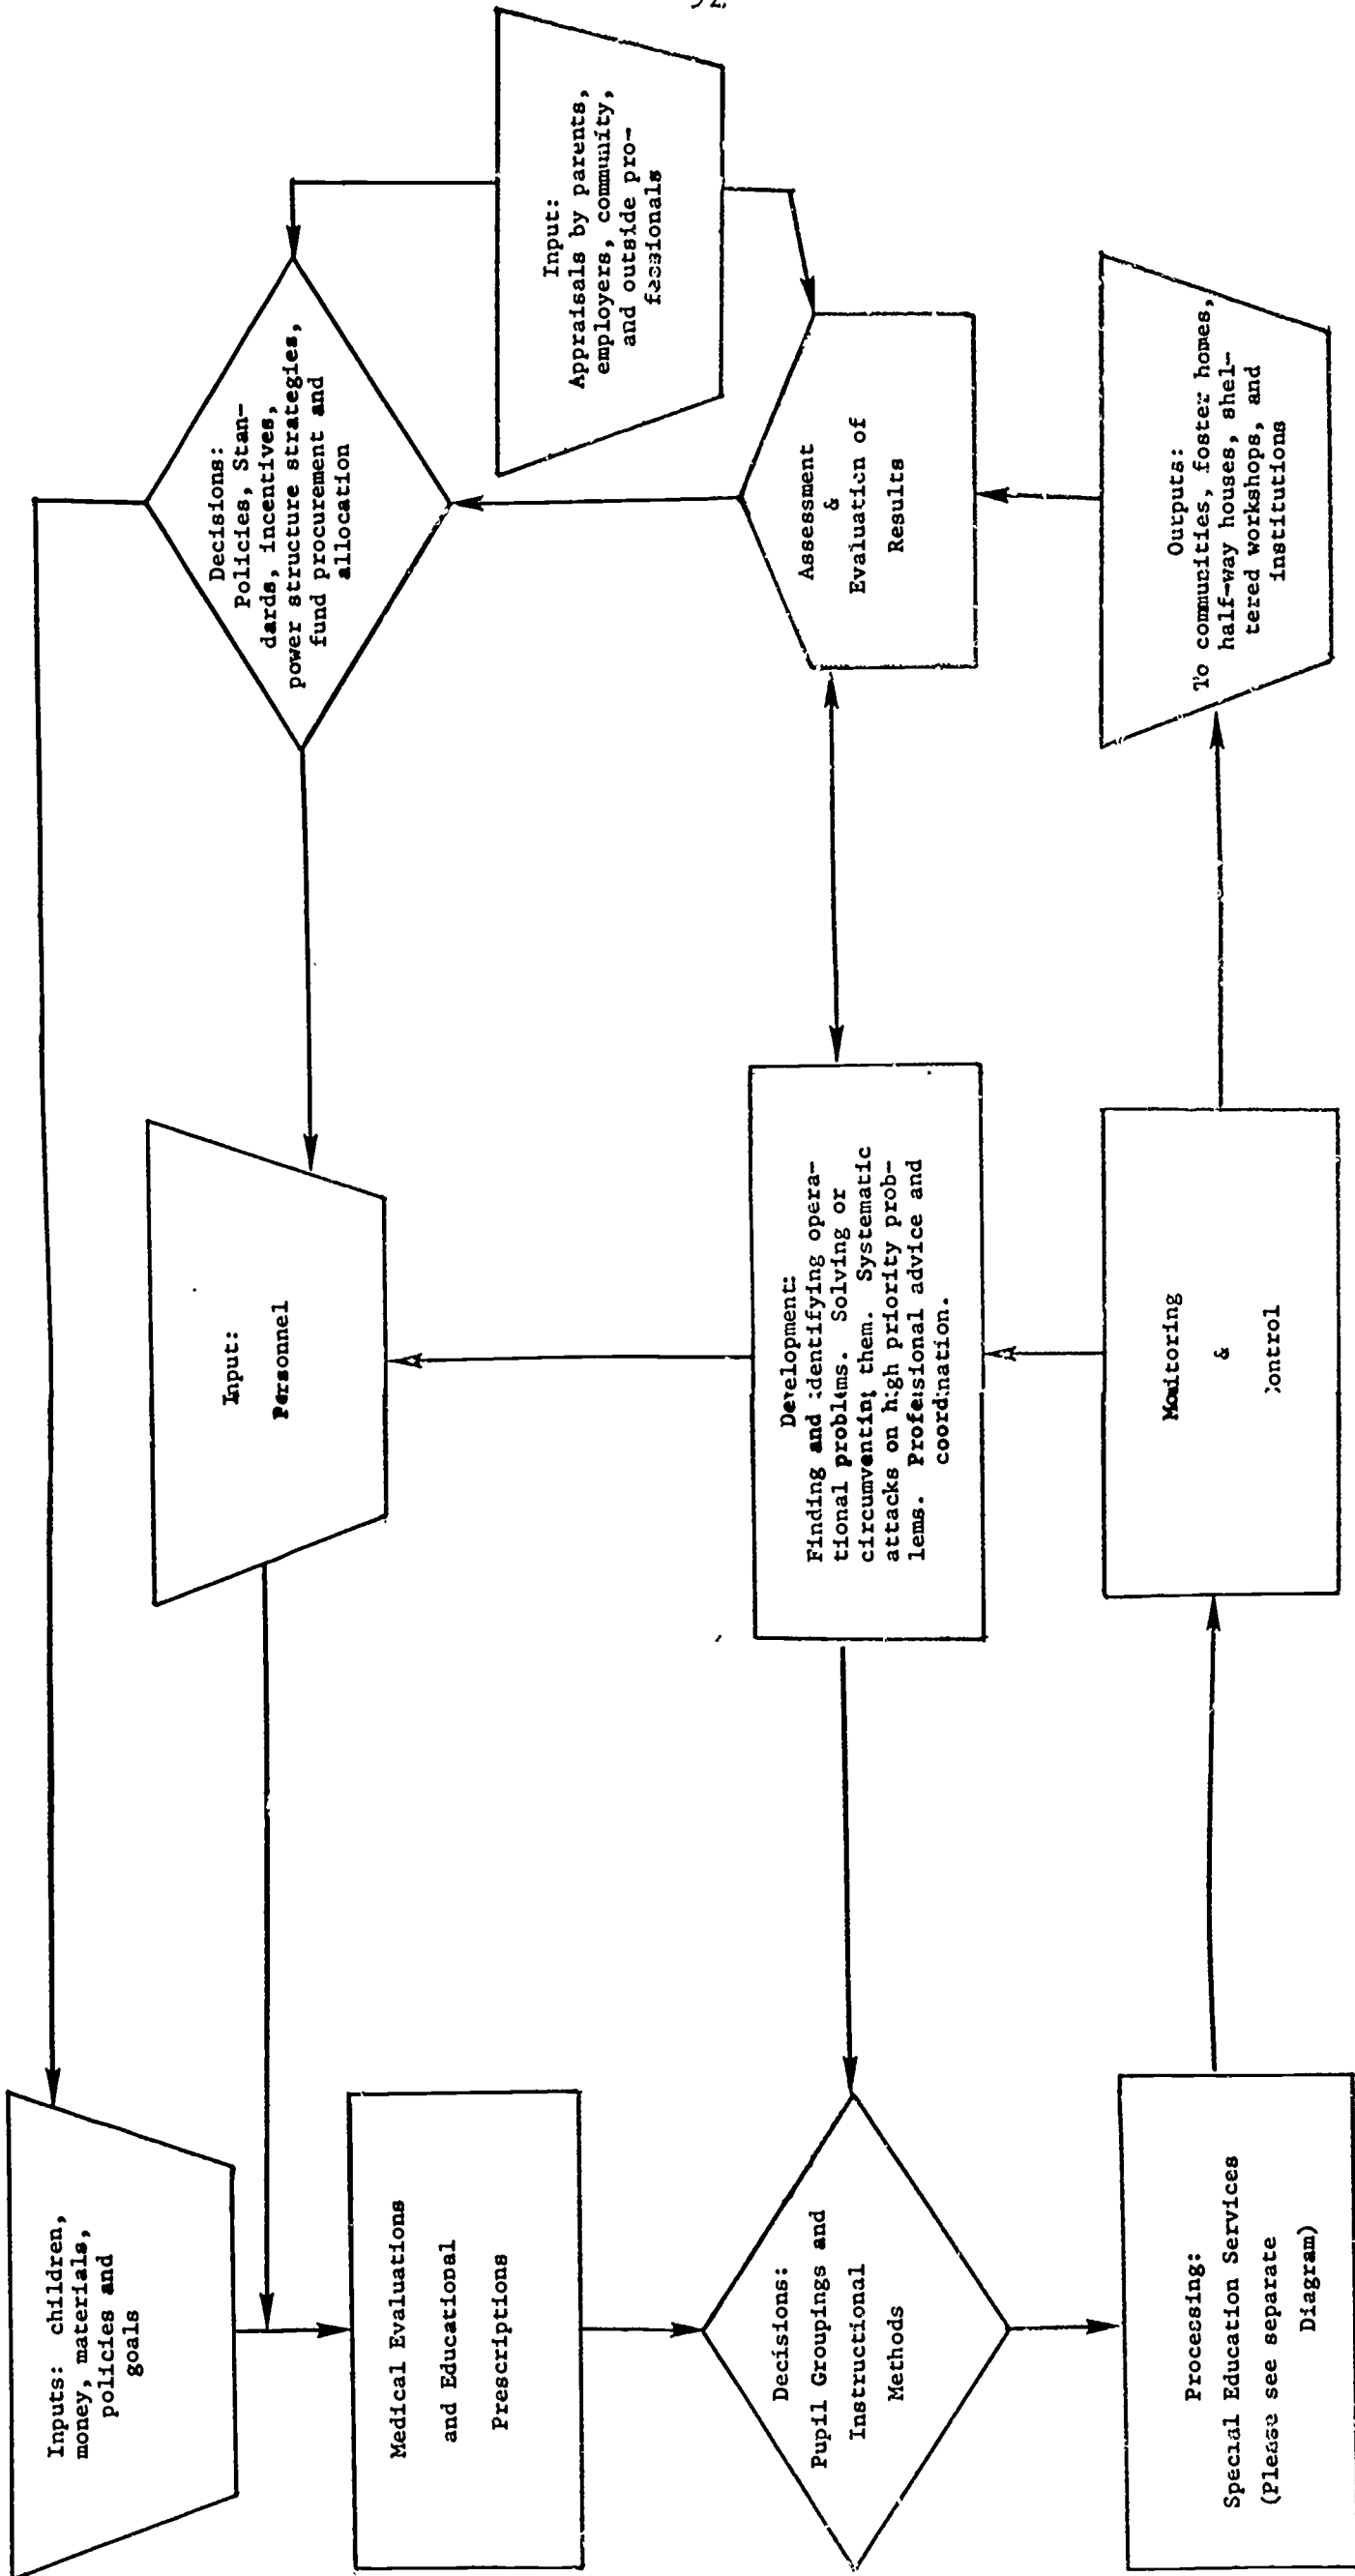 Inputs: children,
money, materials,
policies and
goals
Medical Evaluations
and Educational
Prescriptions
Decisions:
Pupil Groupings and
Instructional
Methods
Processing:
Special Education Services
(Please see separate
Diagram)
Input:
Personnel
Development:
Finding and identifying opera-
tional problems. Solving or
circumventing them. Systematic
attacks on high priority prob-
lems. Professional advice and
coordination.
Monitoring
&
Control
Decisions:
Policies, Stan-
dards, incentives,
power structure strategies,
fund procurement and
allocation
Input:
Appraisals by parents,
employers, community,
and outside pro-
fessionals
Assessment
&
Evaluation of
Results
Outputs:
To communities, foster homes,
half-way houses, shel-
tered workshops, and
institutions